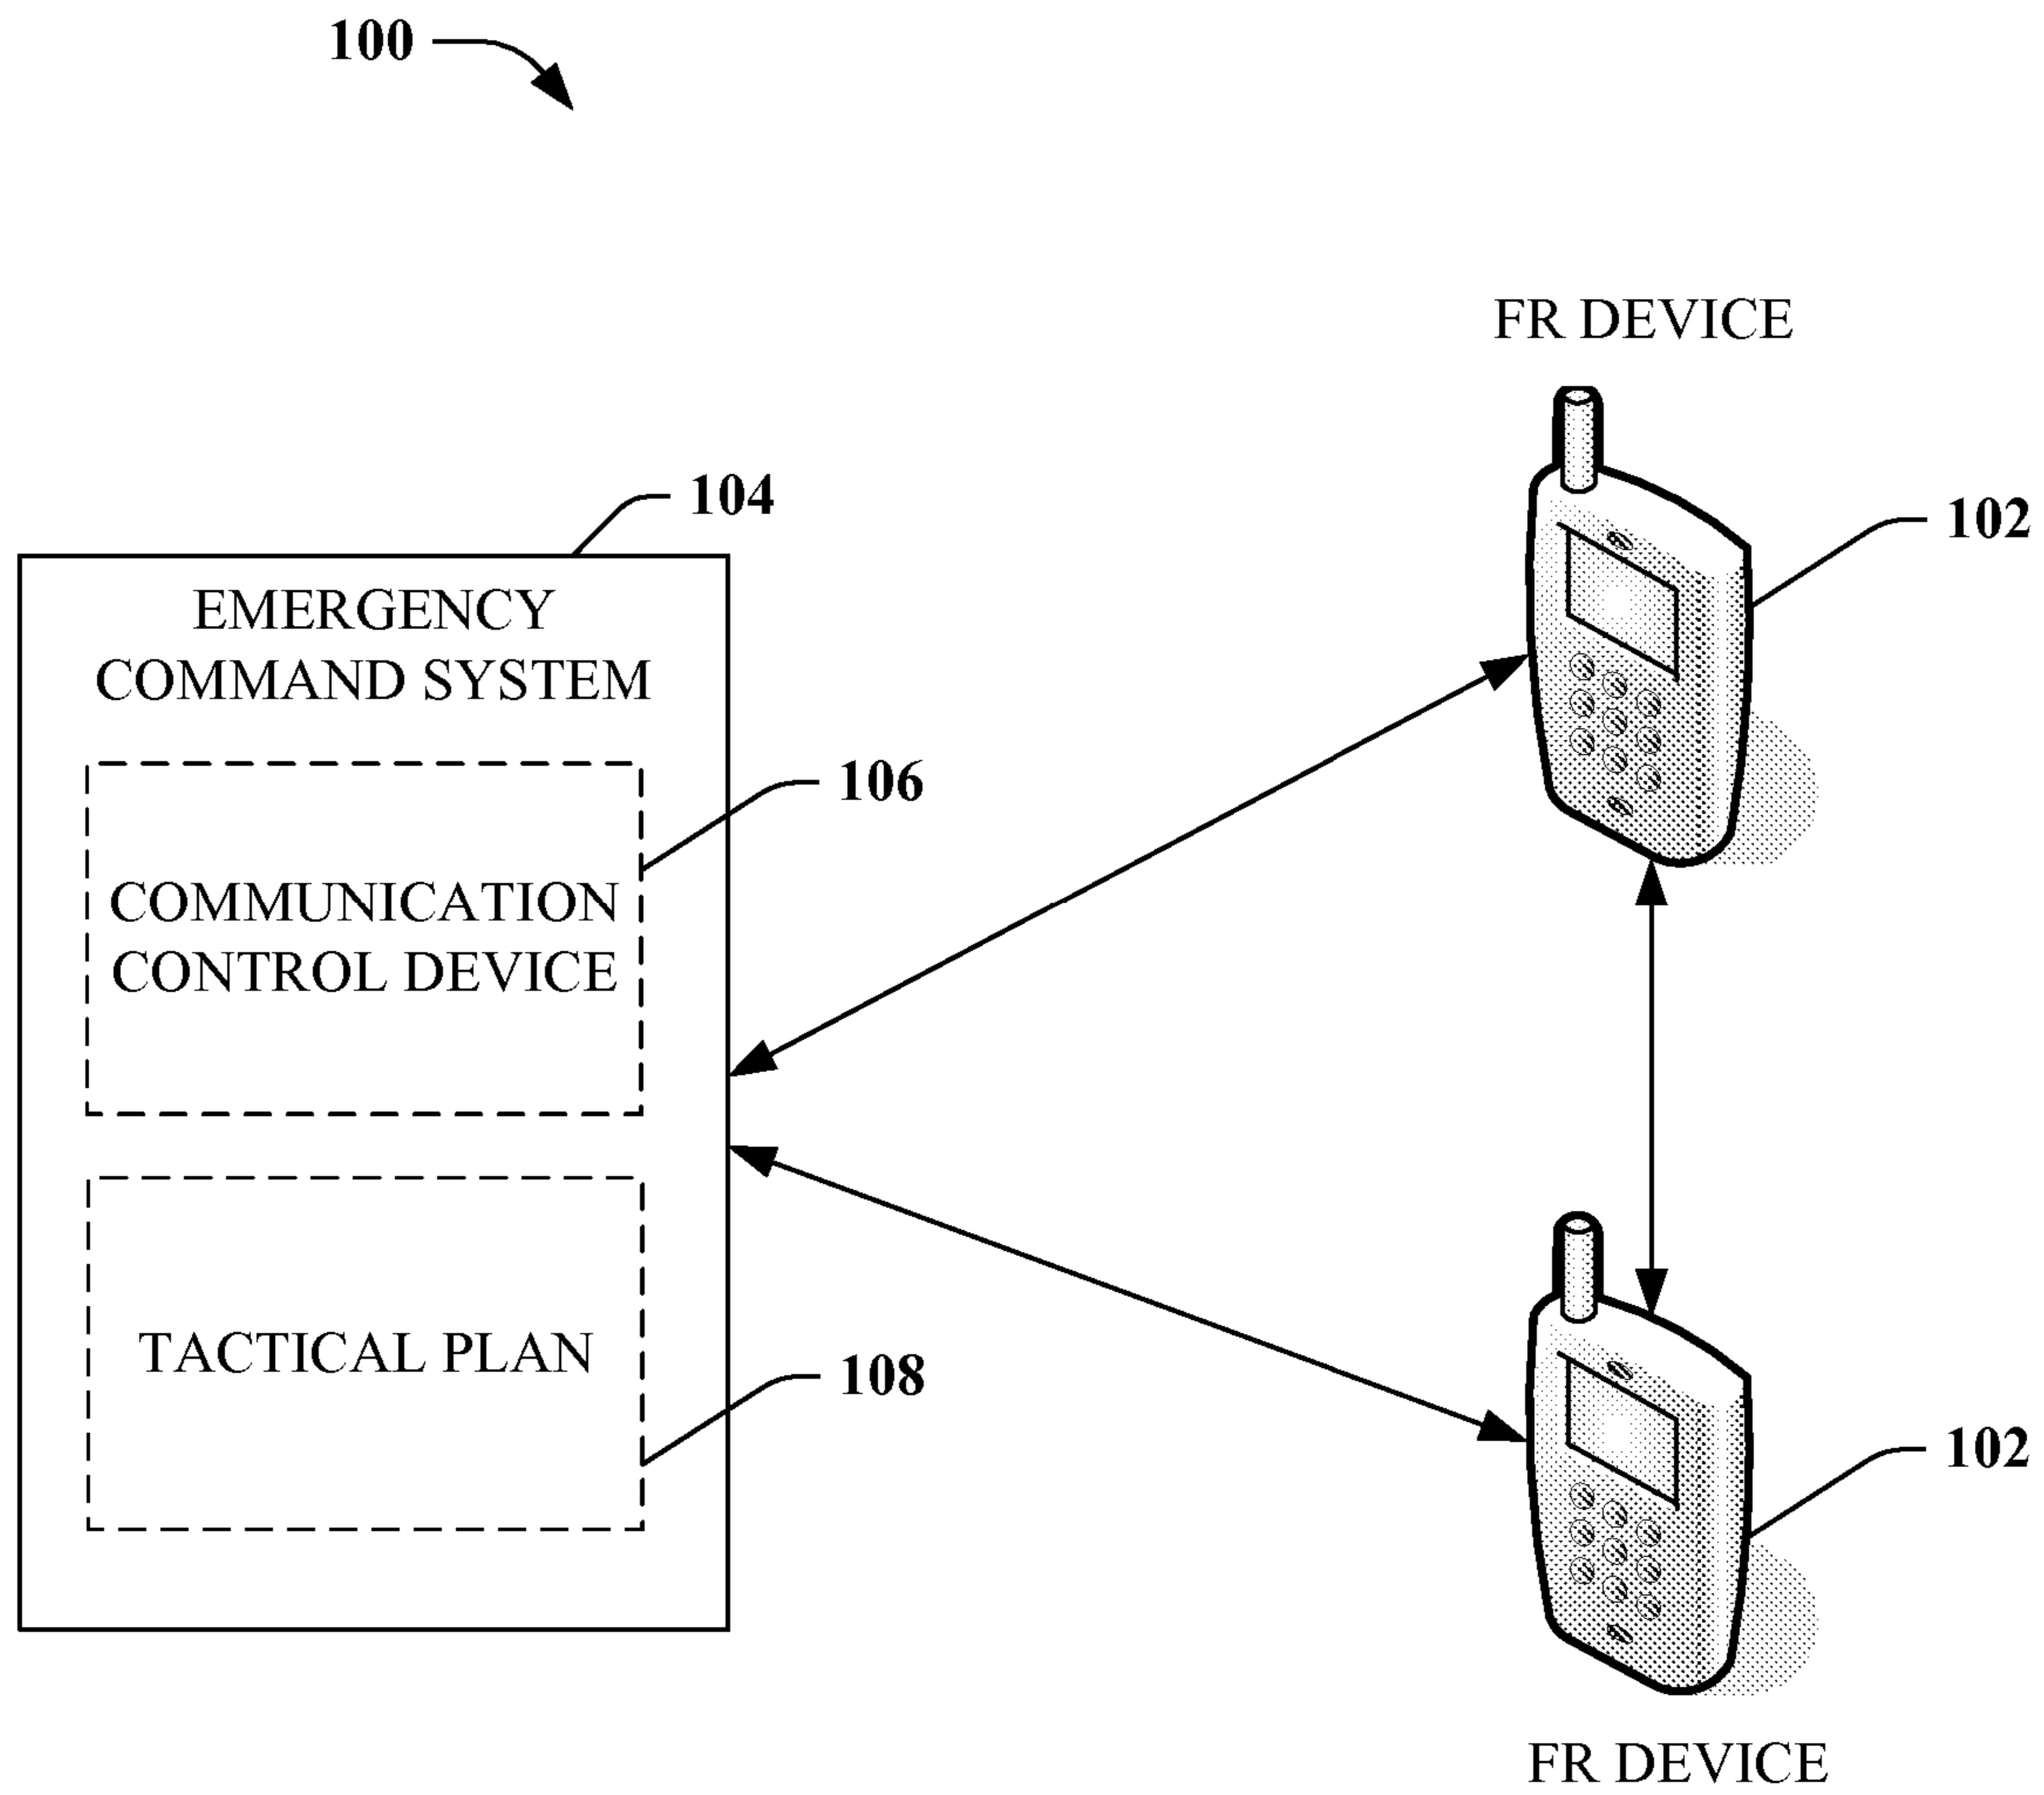 100
FR DEVICE
104
102
EMERGENCY
COMMAND SYSTEM
106
COMMUNICATION
CONTROL DEVICE
TACTICAL PLAN
108
102
FR DEVICE